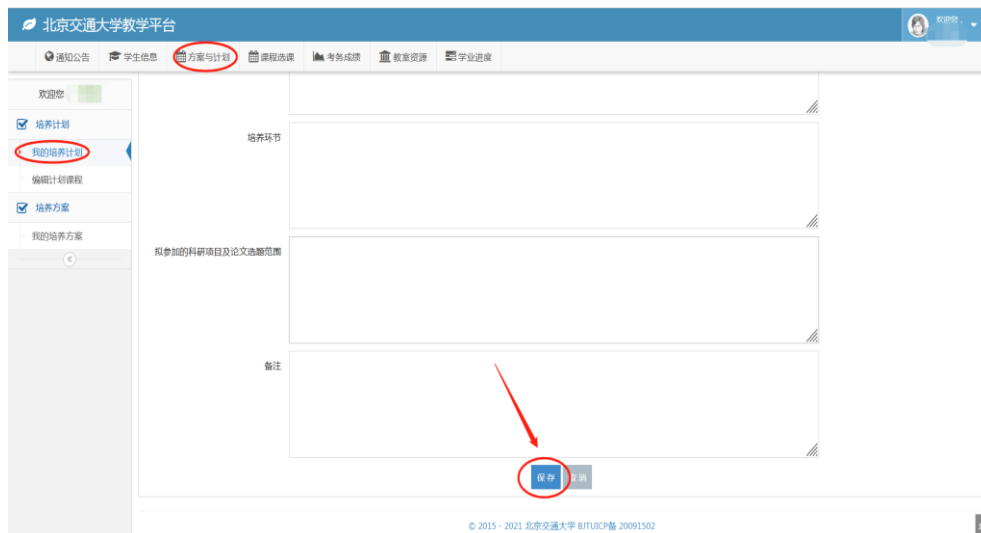 北京交通大学教学平台
欢迎您，
通知公告 学生信息 方案与计划 课程选课 考务成绩 教室资源 学业进度
欢迎您
培养计划
我的培养计划
编辑计划课程
培养方案
我的培养方案
培养环节
拟参加的科研项目及论文选题范围
备注
保存 取消
© 2015 - 2021 北京交通大学 BJTUICP备 20091502